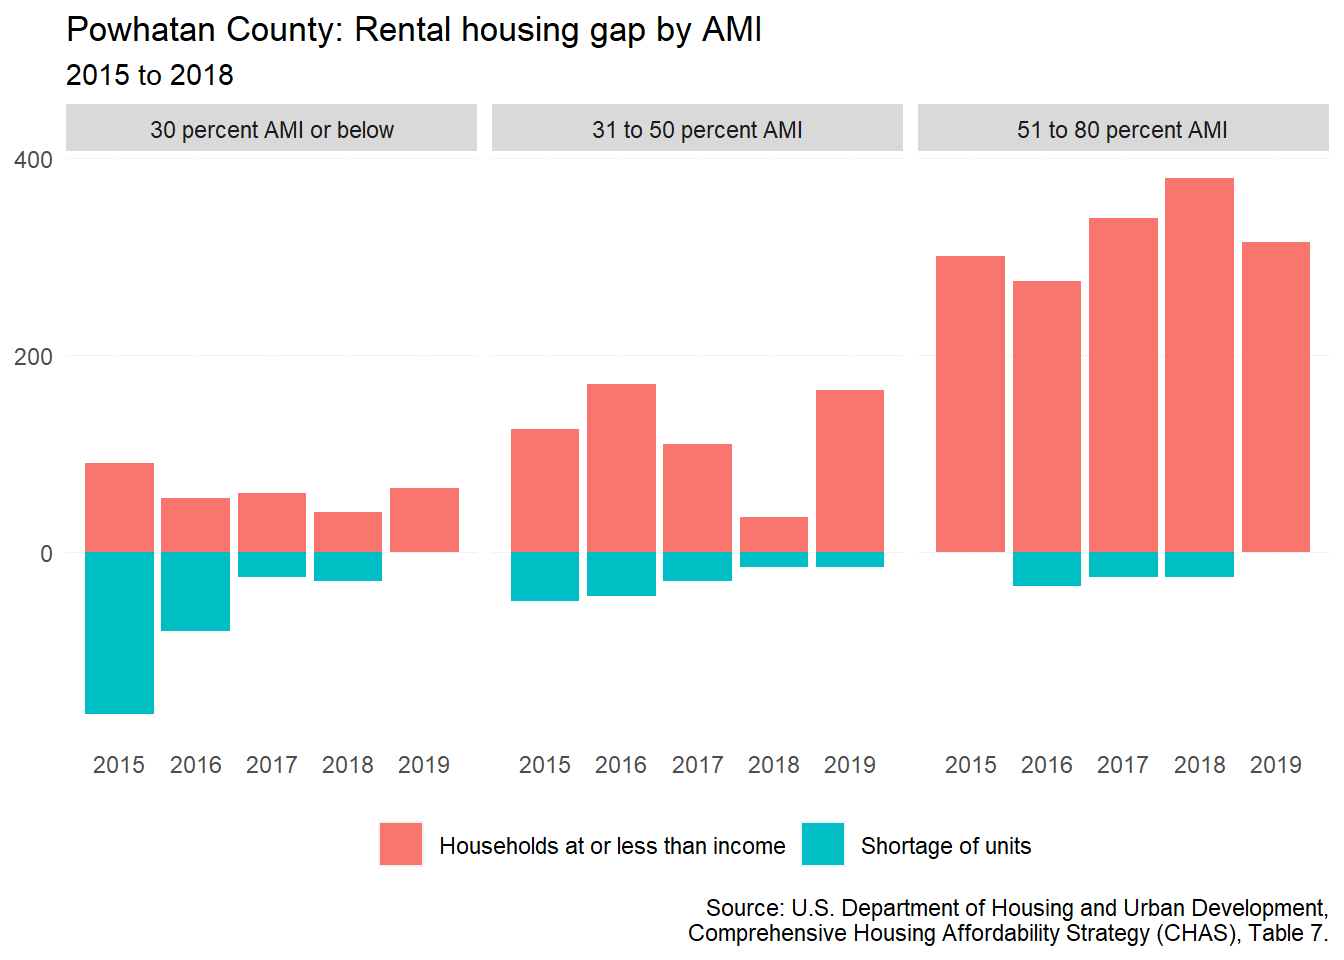 Powhatan County: Rental housing gap by AMI
2015 to 2018
30 percent AMI or below
31 to 50 percent AMI
51 to 80 percent AMI
400
200
0
2015 2016 2017 2018 2019
2015 2016 2017 2018 2019
2015 2016 2017 2018 2019
Households at or less than income
Shortage of units
Source: U.S. Department of Housing and Urban Development,
Comprehensive Housing Affordability Strategy (CHAS), Table 7.